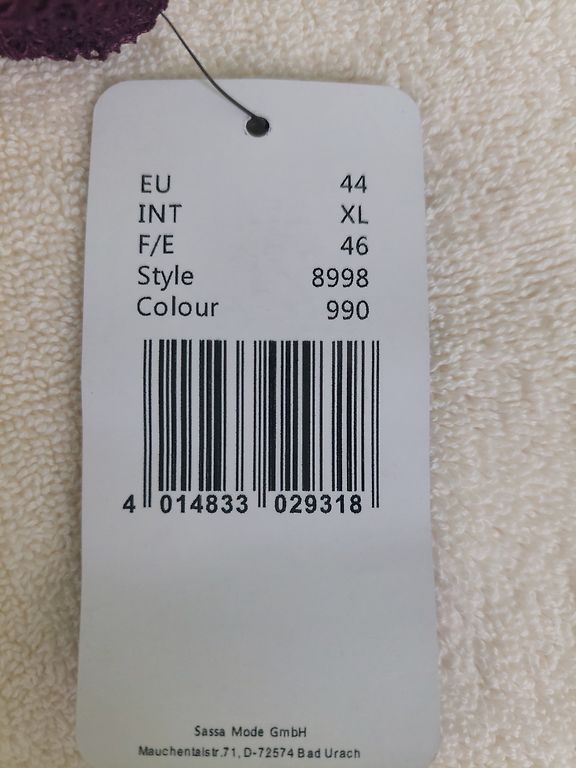 EU 44
INT XL
F/E 46
Style 8998
Colour 990
4 014833 029318
Sassa Mode GmbH
Mauchentalstr.71, D-72574 Bad Urach